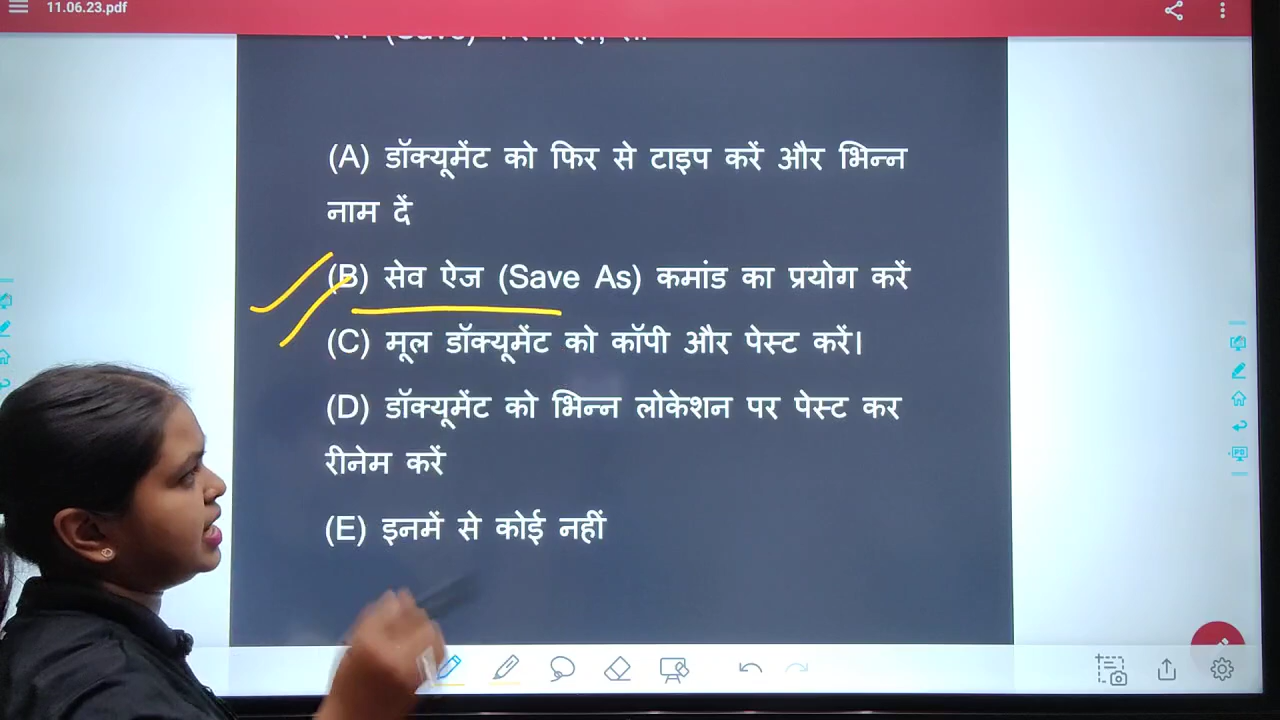 11.06.23.pdf
(Save)
(A) डॉक्यूमेंट को फिर से टाइप करें और भिन्न
नाम दें
(B) सेव ऐज (Save As) कमांड का प्रयोग करें
(C) मूल डॉक्यूमेंट को कॉपी और पेस्ट करें।
(D) डॉक्यूमेंट को भिन्न लोकेशन पर पेस्ट कर
रीनेम करें
(E) इनमें से कोई नहीं